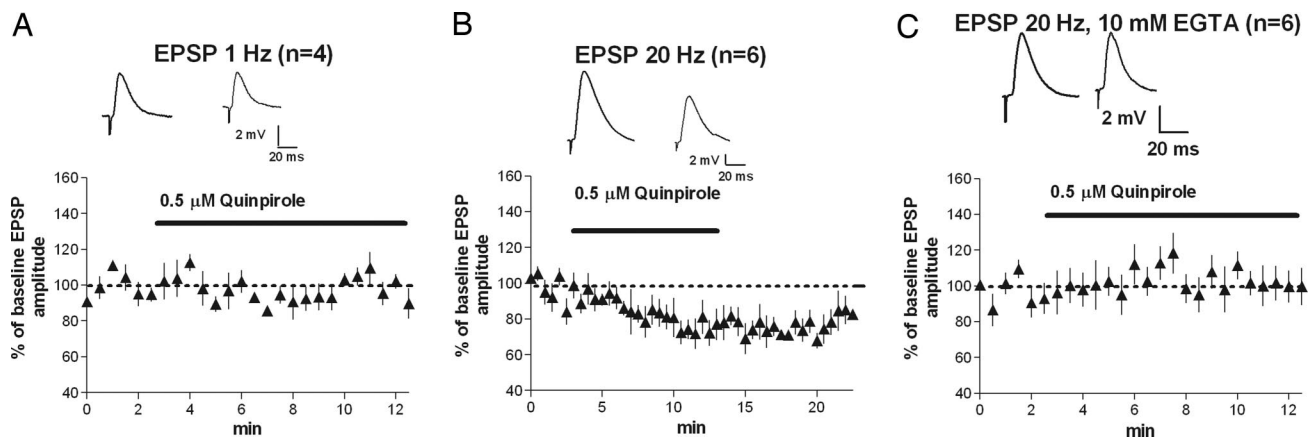 A
EPSP 1 Hz (n=4)
2 mV
20 ms
0.5 μM Quinpirole
% of baseline EPSP
amplitude
160
140
120
100
80
60
40
0 2 4 6 8 10 12
min
B
EPSP 20 Hz (n=6)
2 mV
20 ms
0.5 μM Quinpirole
% of baseline EPSP
amplitude
160
140
120
100
80
60
40
0 5 10 15 20
min
C
EPSP 20 Hz, 10 mM EGTA (n=6)
2 mV
20 ms
0.5 μM Quinpirole
% of baseline EPSP
amplitude
160
140
120
100
80
60
40
0 2 4 6 8 10 12
min